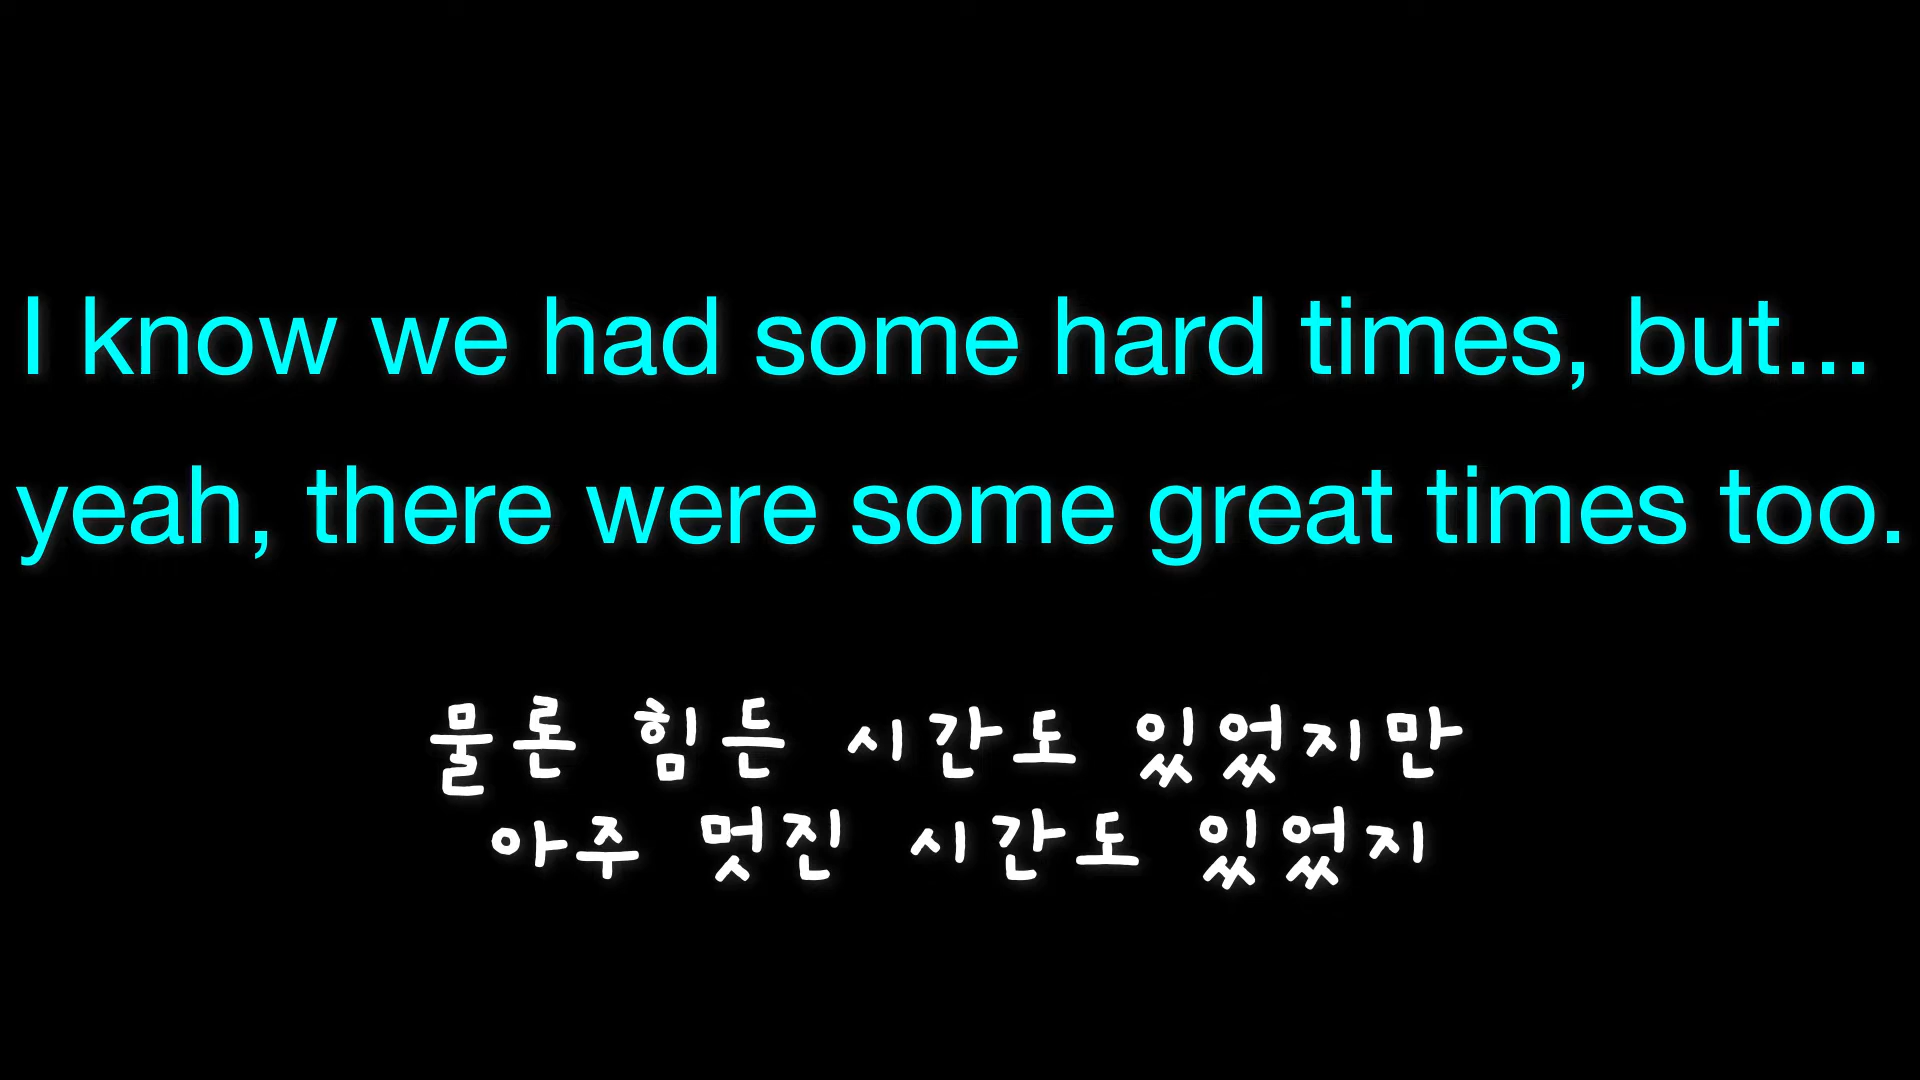 I know we had some hard times, but...
yeah, there were some great times too.
물론 힘든 시간도 있었지만
아주 멋진 시간도 있었지